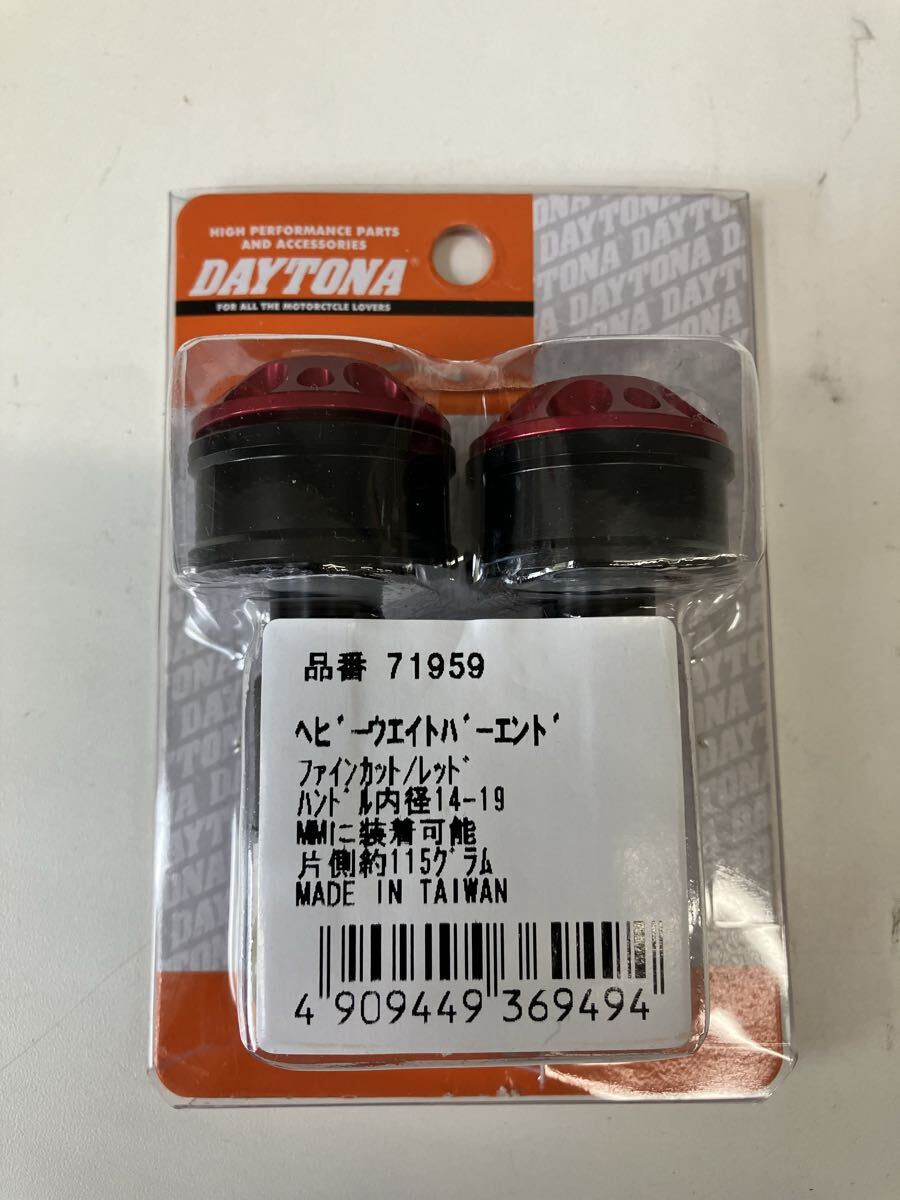 HIGH PERFORMANCE PARTS
AND ACCESSORIES
DAYTONA
FOR ALL THE MOTORCYCLE LOVERS
品番 71959
ﾍﾋﾞｰｳｴｲﾄﾊﾞｰｴﾝﾄﾞ
ﾌｧｲﾝｶｯﾄ/ﾚｯﾄﾞ
ﾊﾝﾄﾞﾙ内径14-19
MMに装着可能
片側約115ｸﾞﾗﾑ
MADE IN TAIWAN
4 909449 369494